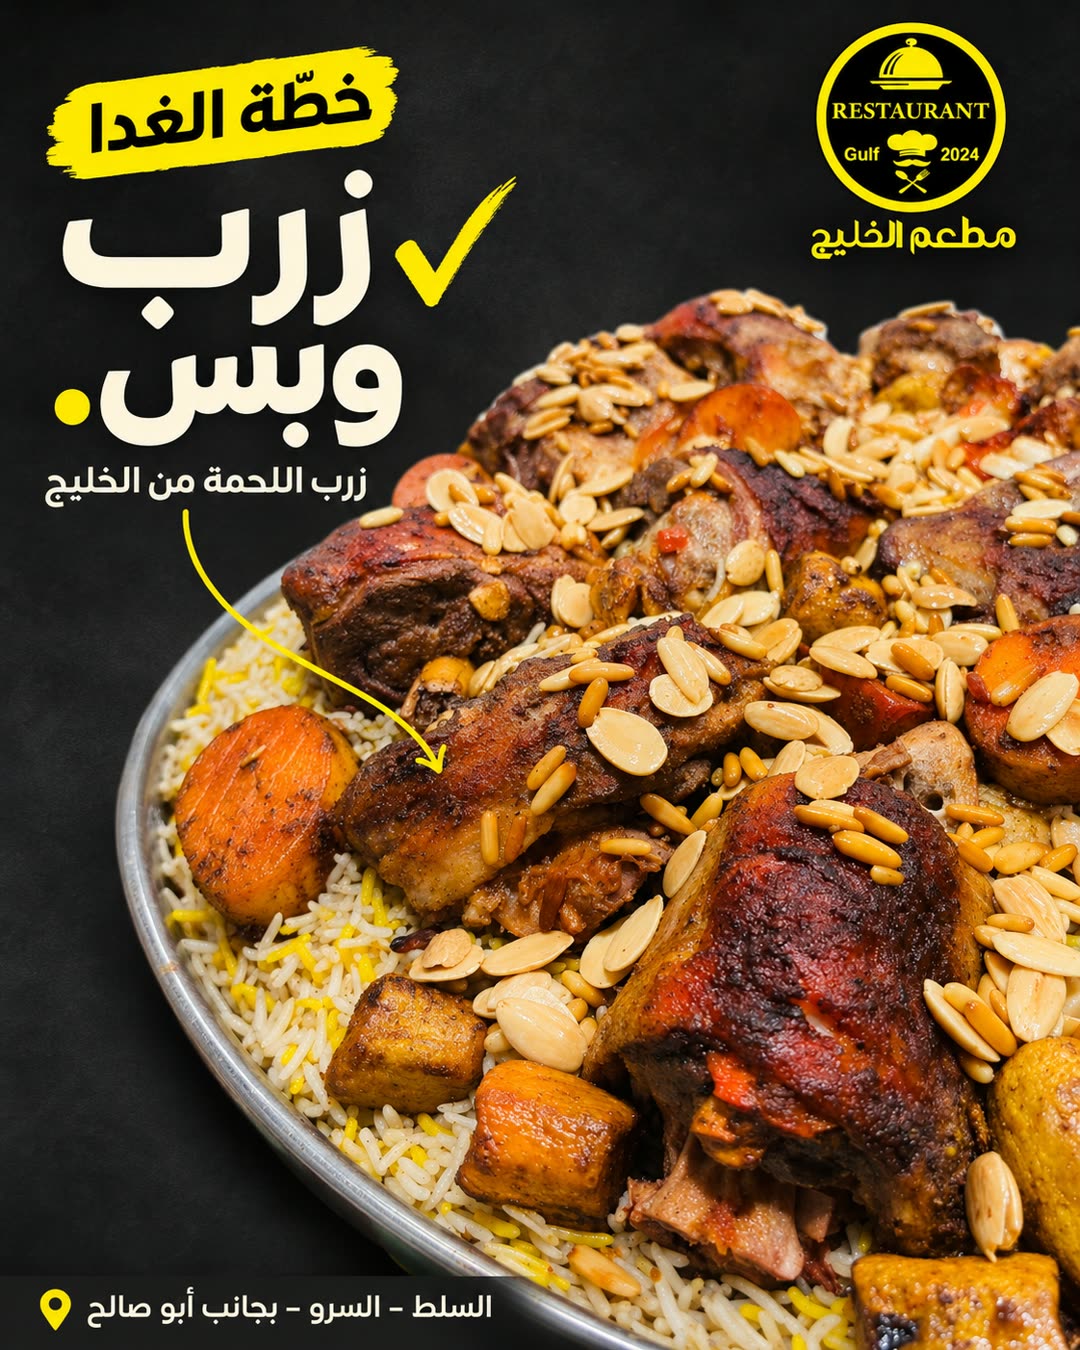 خطّة الغدا
زرب
وبس.
زرب اللحمة من الخليج
RESTAURANT
Gulf 2024
مطعم الخليج
السلط - السرو - بجانب أبو صالح